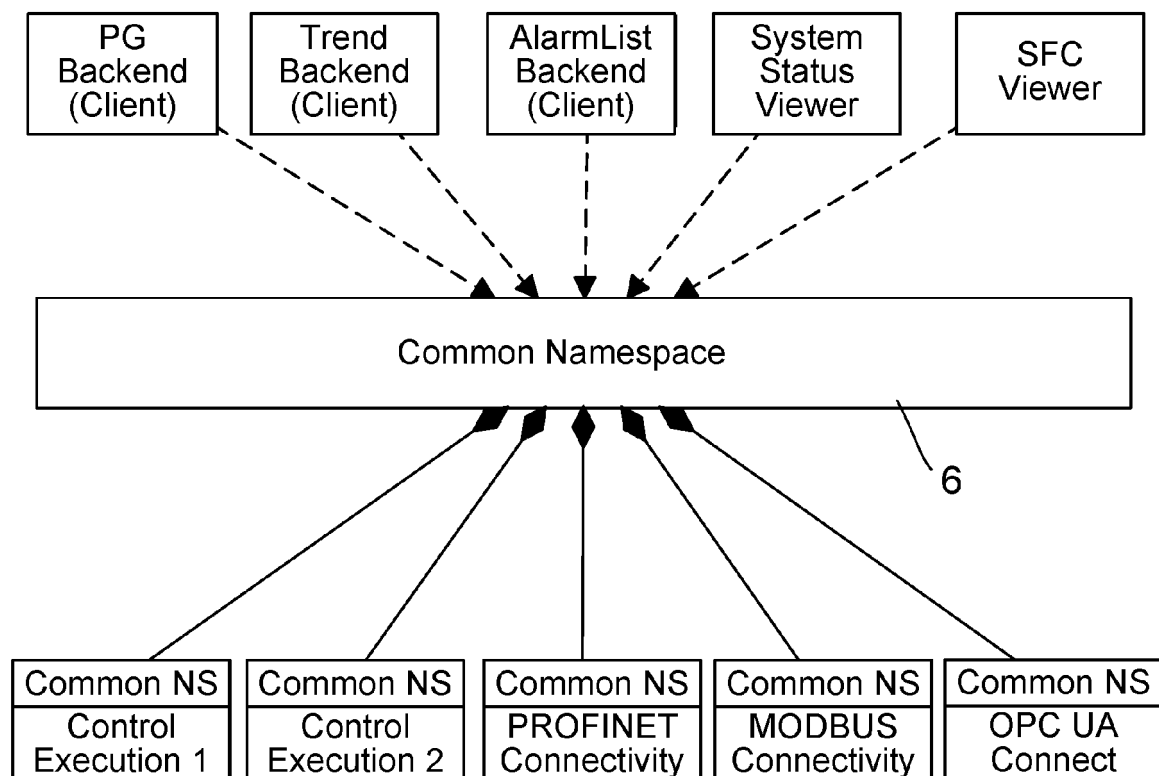 PG
Backend
(Client)
Trend
Backend
(Client)
AlarmList
Backend
(Client)
System
Status
Viewer
SFC
Viewer
Common Namespace
6
Common NS
Control
Execution 1
Common NS
Control
Execution 2
Common NS
PROFINET
Connectivity
Common NS
MODBUS
Connectivity
Common NS
OPC UA
Connect